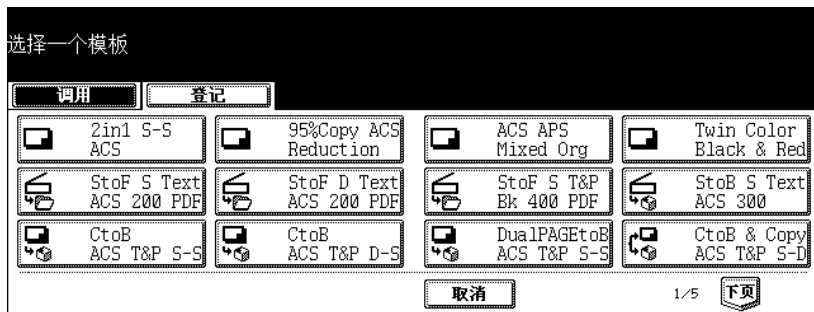 选择一个模板
调用 登记
2in1 S-S ACS
95%Copy ACS Reduction
ACS APS Mixed Org
Twin Color Black & Red
StoF S Text ACS 200 PDF
StoF D Text ACS 200 PDF
StoF S T&P Bk 400 PDF
StoB S Text ACS 300
CtoB ACS T&P S-S
CtoB ACS T&P D-S
DualPAGEtoB ACS T&P S-S
CtoB & Copy ACS T&P S-D
取消 1/5 下页